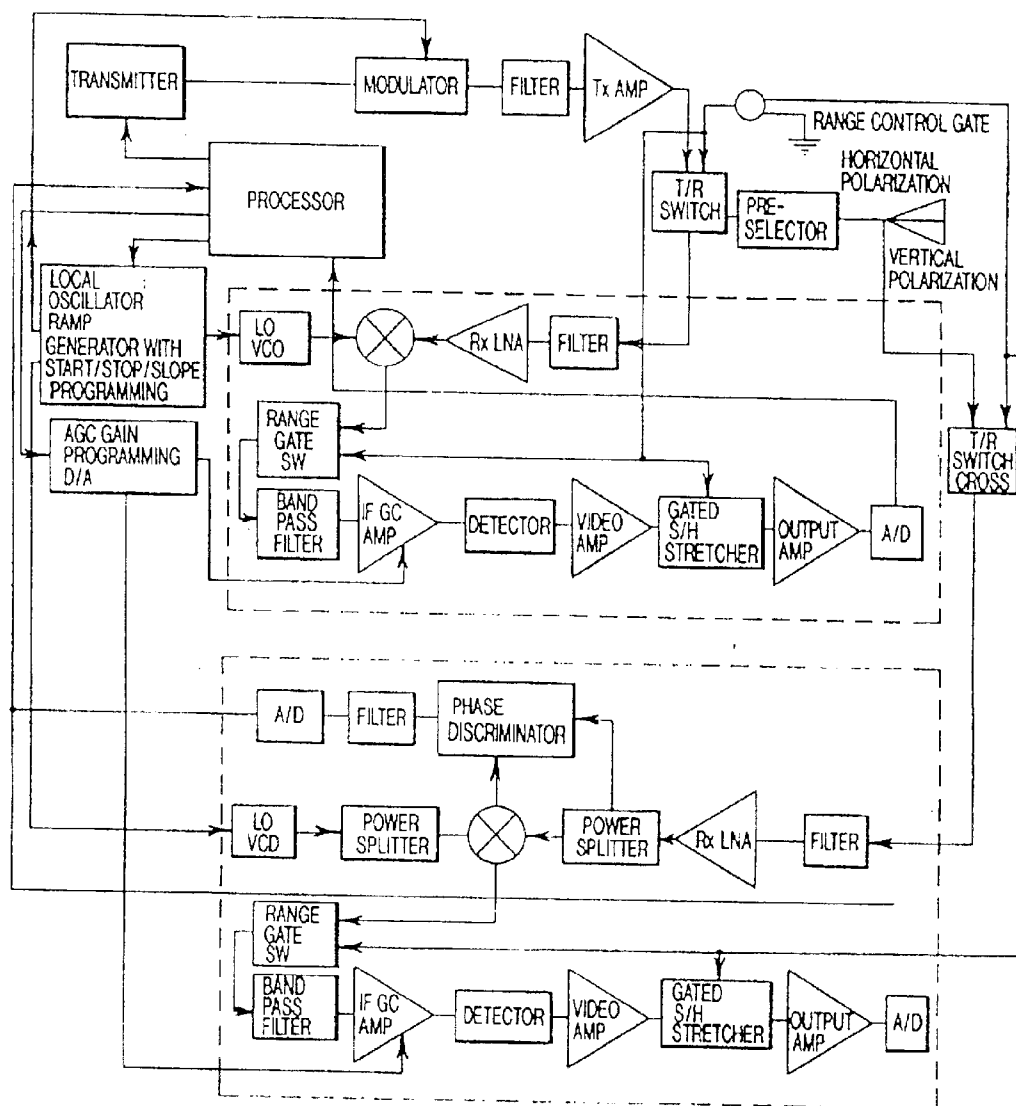 TRANSMITTER
MODULATOR
FILTER
Tx AMP
RANGE CONTROL GATE
PROCESSOR
T/R
SWITCH
PRE-
SELECTOR
HORIZONTAL
POLARIZATION
VERTICAL
POLARIZATION
LOCAL
OSCILLATOR
RAMP
GENERATOR WITH
START/STOP/SLOPE
PROGRAMMING
LO
VCO
Rx LNA
FILTER
AGC GAIN
PROGRAMMING
D/A
RANGE
GATE
SW
BAND
PASS
FILTER
IF GC
AMP
DETECTOR
VIDEO
AMP
GATED
S/H
STRETCHER
OUTPUT
AMP
A/D
T/R
SWITCH
CROSS
A/D
FILTER
PHASE
DISCRIMINATOR
LO
VCD
POWER
SPLITTER
POWER
SPLITTER
Rx LNA
FILTER
RANGE
GATE
SW
BAND
PASS
FILTER
IF GC
AMP
DETECTOR
VIDEO
AMP
GATED
S/H
STRETCHER
OUTPUT
AMP
A/D